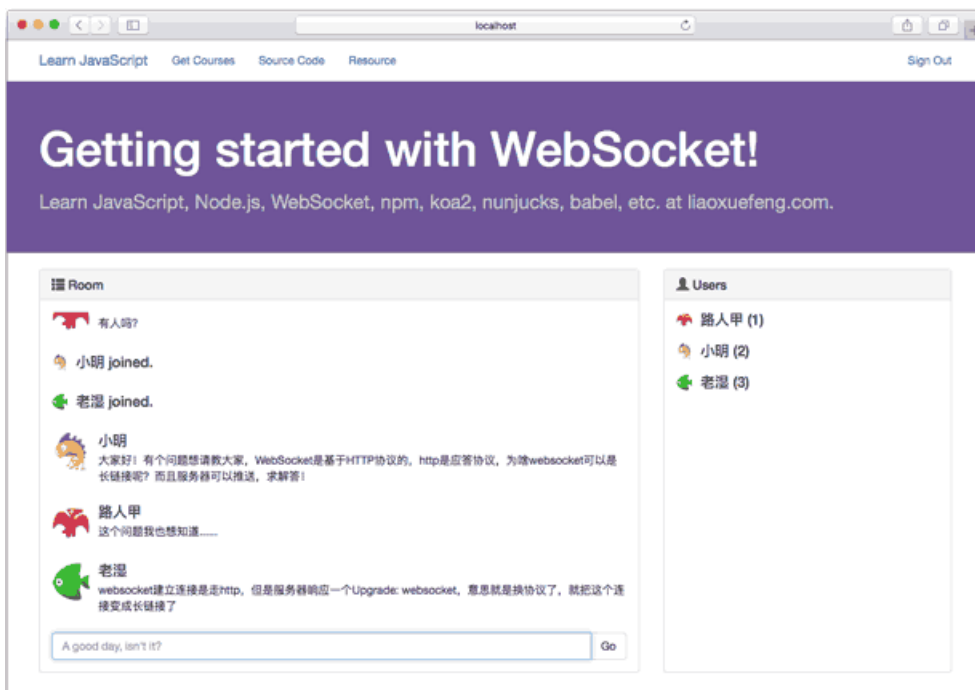 localhost
Learn JavaScript Get Courses Source Code Resource Sign Out
Getting started with WebSocket!
Learn JavaScript, Node.js, WebSocket, npm, koa2, nunjucks, babel, etc. at liaoxuefeng.com.
Room
有人吗?
小明 joined.
老湿 joined.
小明
大家好！有个问题想请教大家，WebSocket是基于HTTP协议的，http是应答协议，为啥websocket可以是
长链接呢？而且服务器可以推送，求解答！
路人甲
这个问题我也想知道......
老湿
websocket建立连接是走http，但是服务器响应一个Upgrade: websocket，意思就是换协议了，就把这个连
接变成长链接了
A good day, isn't it? Go
Users
路人甲 (1)
小明 (2)
老湿 (3)